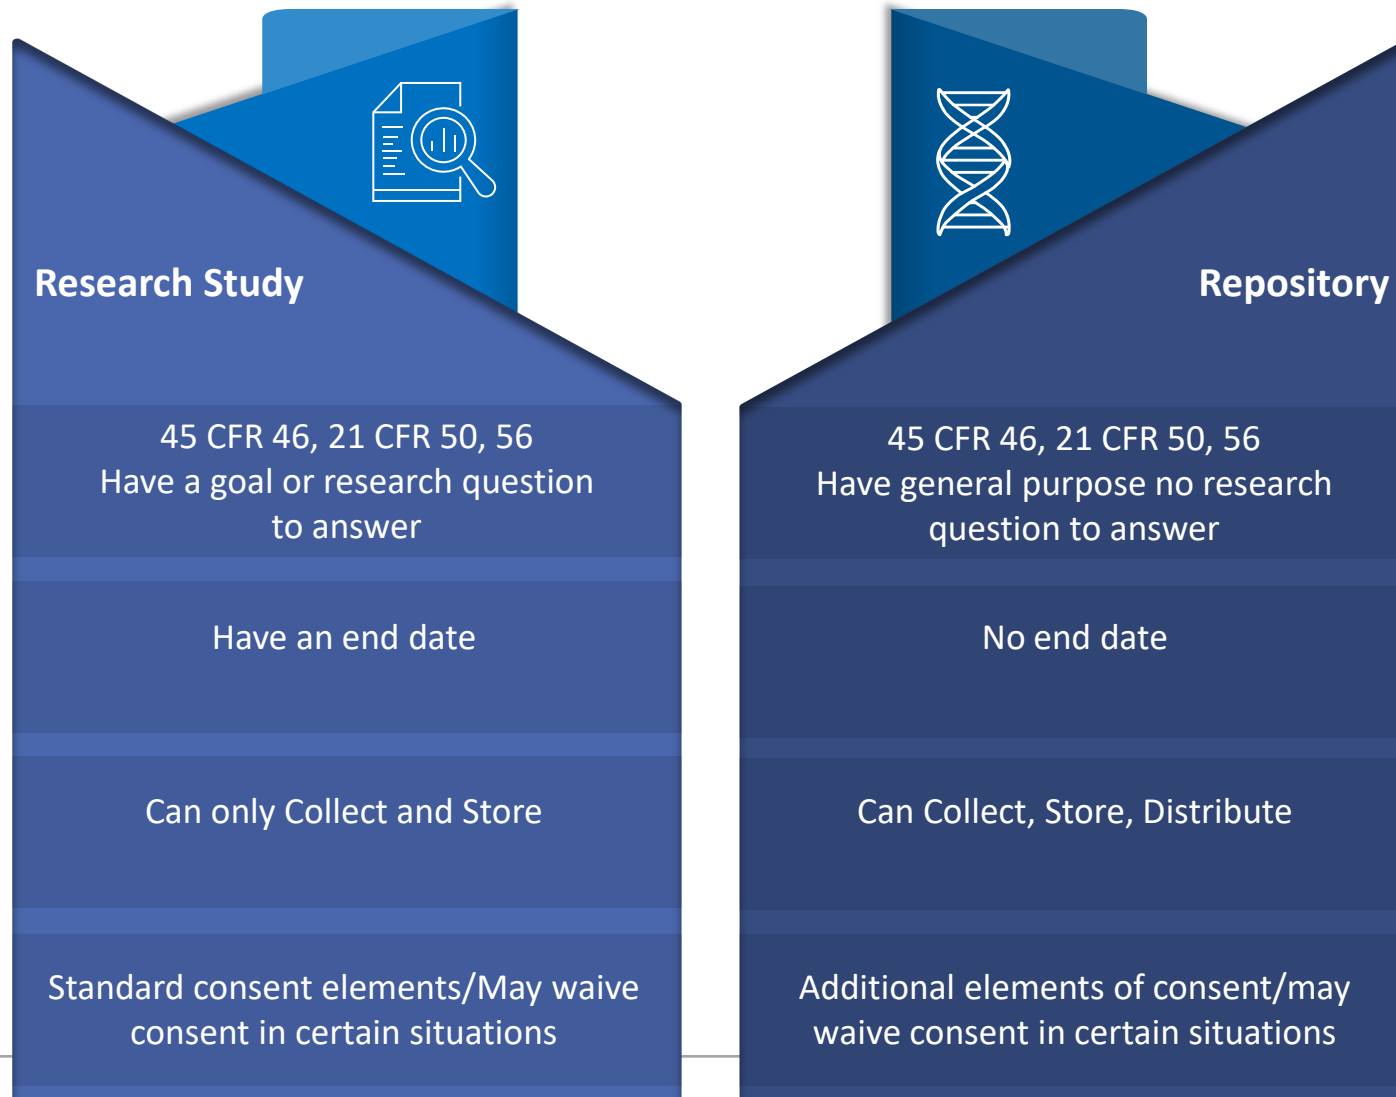 Research Study
45 CFR 46, 21 CFR 50, 56
Have a goal or research question
to answer
Have an end date
Can only Collect and Store
Standard consent elements/May waive
consent in certain situations
Repository
45 CFR 46, 21 CFR 50, 56
Have general purpose no research
question to answer
No end date
Can Collect, Store, Distribute
Additional elements of consent/may
waive consent in certain situations